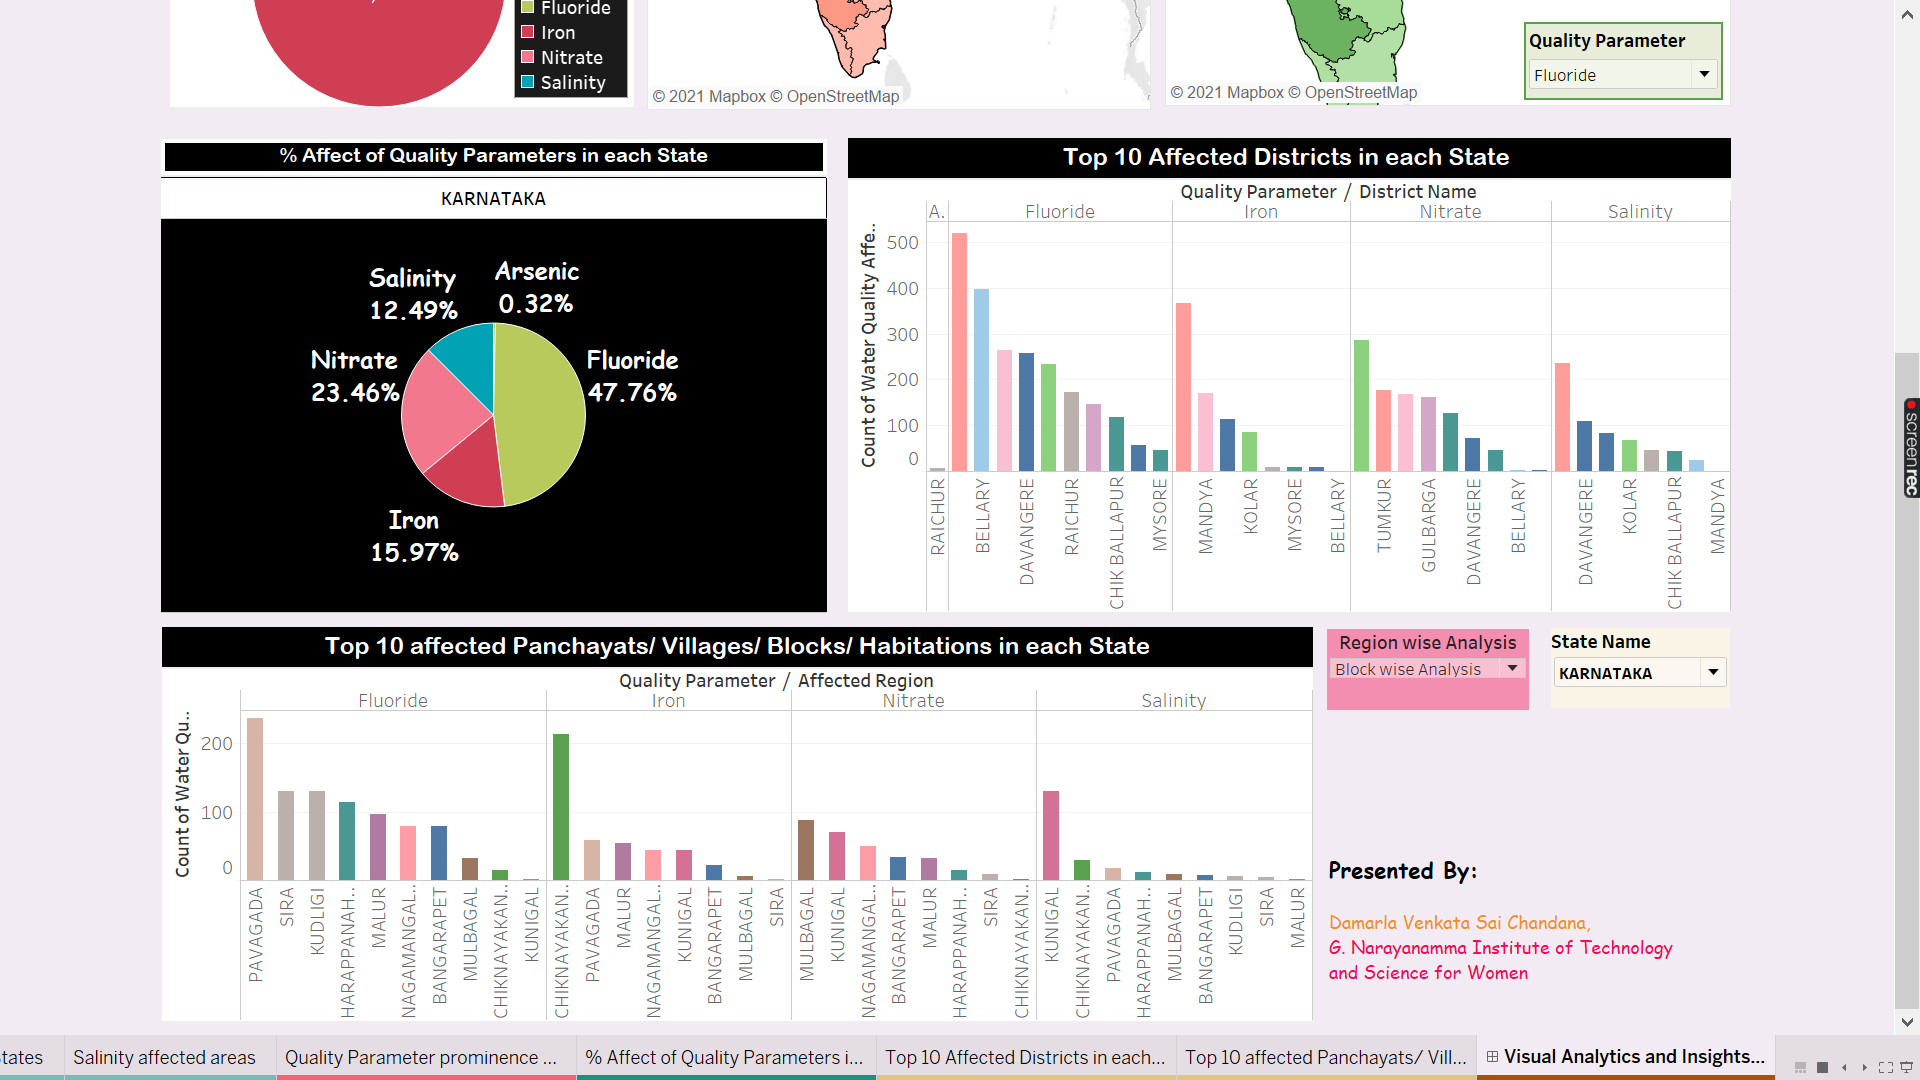 Fluoride
Iron
Nitrate
Salinity
© 2021 Mapbox © OpenStreetMap
© 2021 Mapbox © OpenStreetMap
Quality Parameter
Fluoride
% Affect of Quality Parameters in each State
KARNATAKA
Salinity
12.49%
Arsenic
0.32%
Nitrate
23.46%
Fluoride
47.76%
Iron
15.97%
Top 10 Affected Districts in each State
Quality Parameter / District Name
A. Fluoride Iron Nitrate Salinity
Count of Water Quality Affe..
500
400
300
200
100
0
RAICHUR
BELLARY
DAVANGERE
RAICHUR
CHIK BALLAPUR
MYSORE
MANDYA
KOLAR
MYSORE
BELLARY
TUMKUR
GULBARGA
DAVANGERE
BELLARY
DAVANGERE
KOLAR
CHIK BALLAPUR
MANDYA
screenrec
Top 10 affected Panchayats/ Villages/ Blocks/ Habitations in each State
Quality Parameter / Affected Region
Fluoride Iron Nitrate Salinity
Count of Water Qu..
200
100
0
PAVAGADA
SIRA
KUDLIGI
HARAPPANAH..
MALUR
NAGAMANGAL..
BANGARAPET
MULBAGAL
CHIKNAYAKAN..
KUNIGAL
CHIKNAYAKAN..
PAVAGADA
MALUR
NAGAMANGAL..
KUNIGAL
BANGARAPET
MULBAGAL
SIRA
MULBAGAL
KUNIGAL
NAGAMANGAL..
BANGARAPET
MALUR
HARAPPANAH..
SIRA
CHIKNAYAKAN..
KUNIGAL
CHIKNAYAKAN..
PAVAGADA
HARAPPANAH..
MULBAGAL
BANGARAPET
KUDLIGI
SIRA
MALUR
Region wise Analysis
Block wise Analysis
State Name
KARNATAKA
Presented By:
Damarla Venkata Sai Chandana,
G. Narayanamma Institute of Technology
and Science for Women
tates
Salinity affected areas
Quality Parameter prominence ...
% Affect of Quality Parameters i...
Top 10 Affected Districts in each...
Top 10 affected Panchayats/ Vill...
Visual Analytics and Insights...